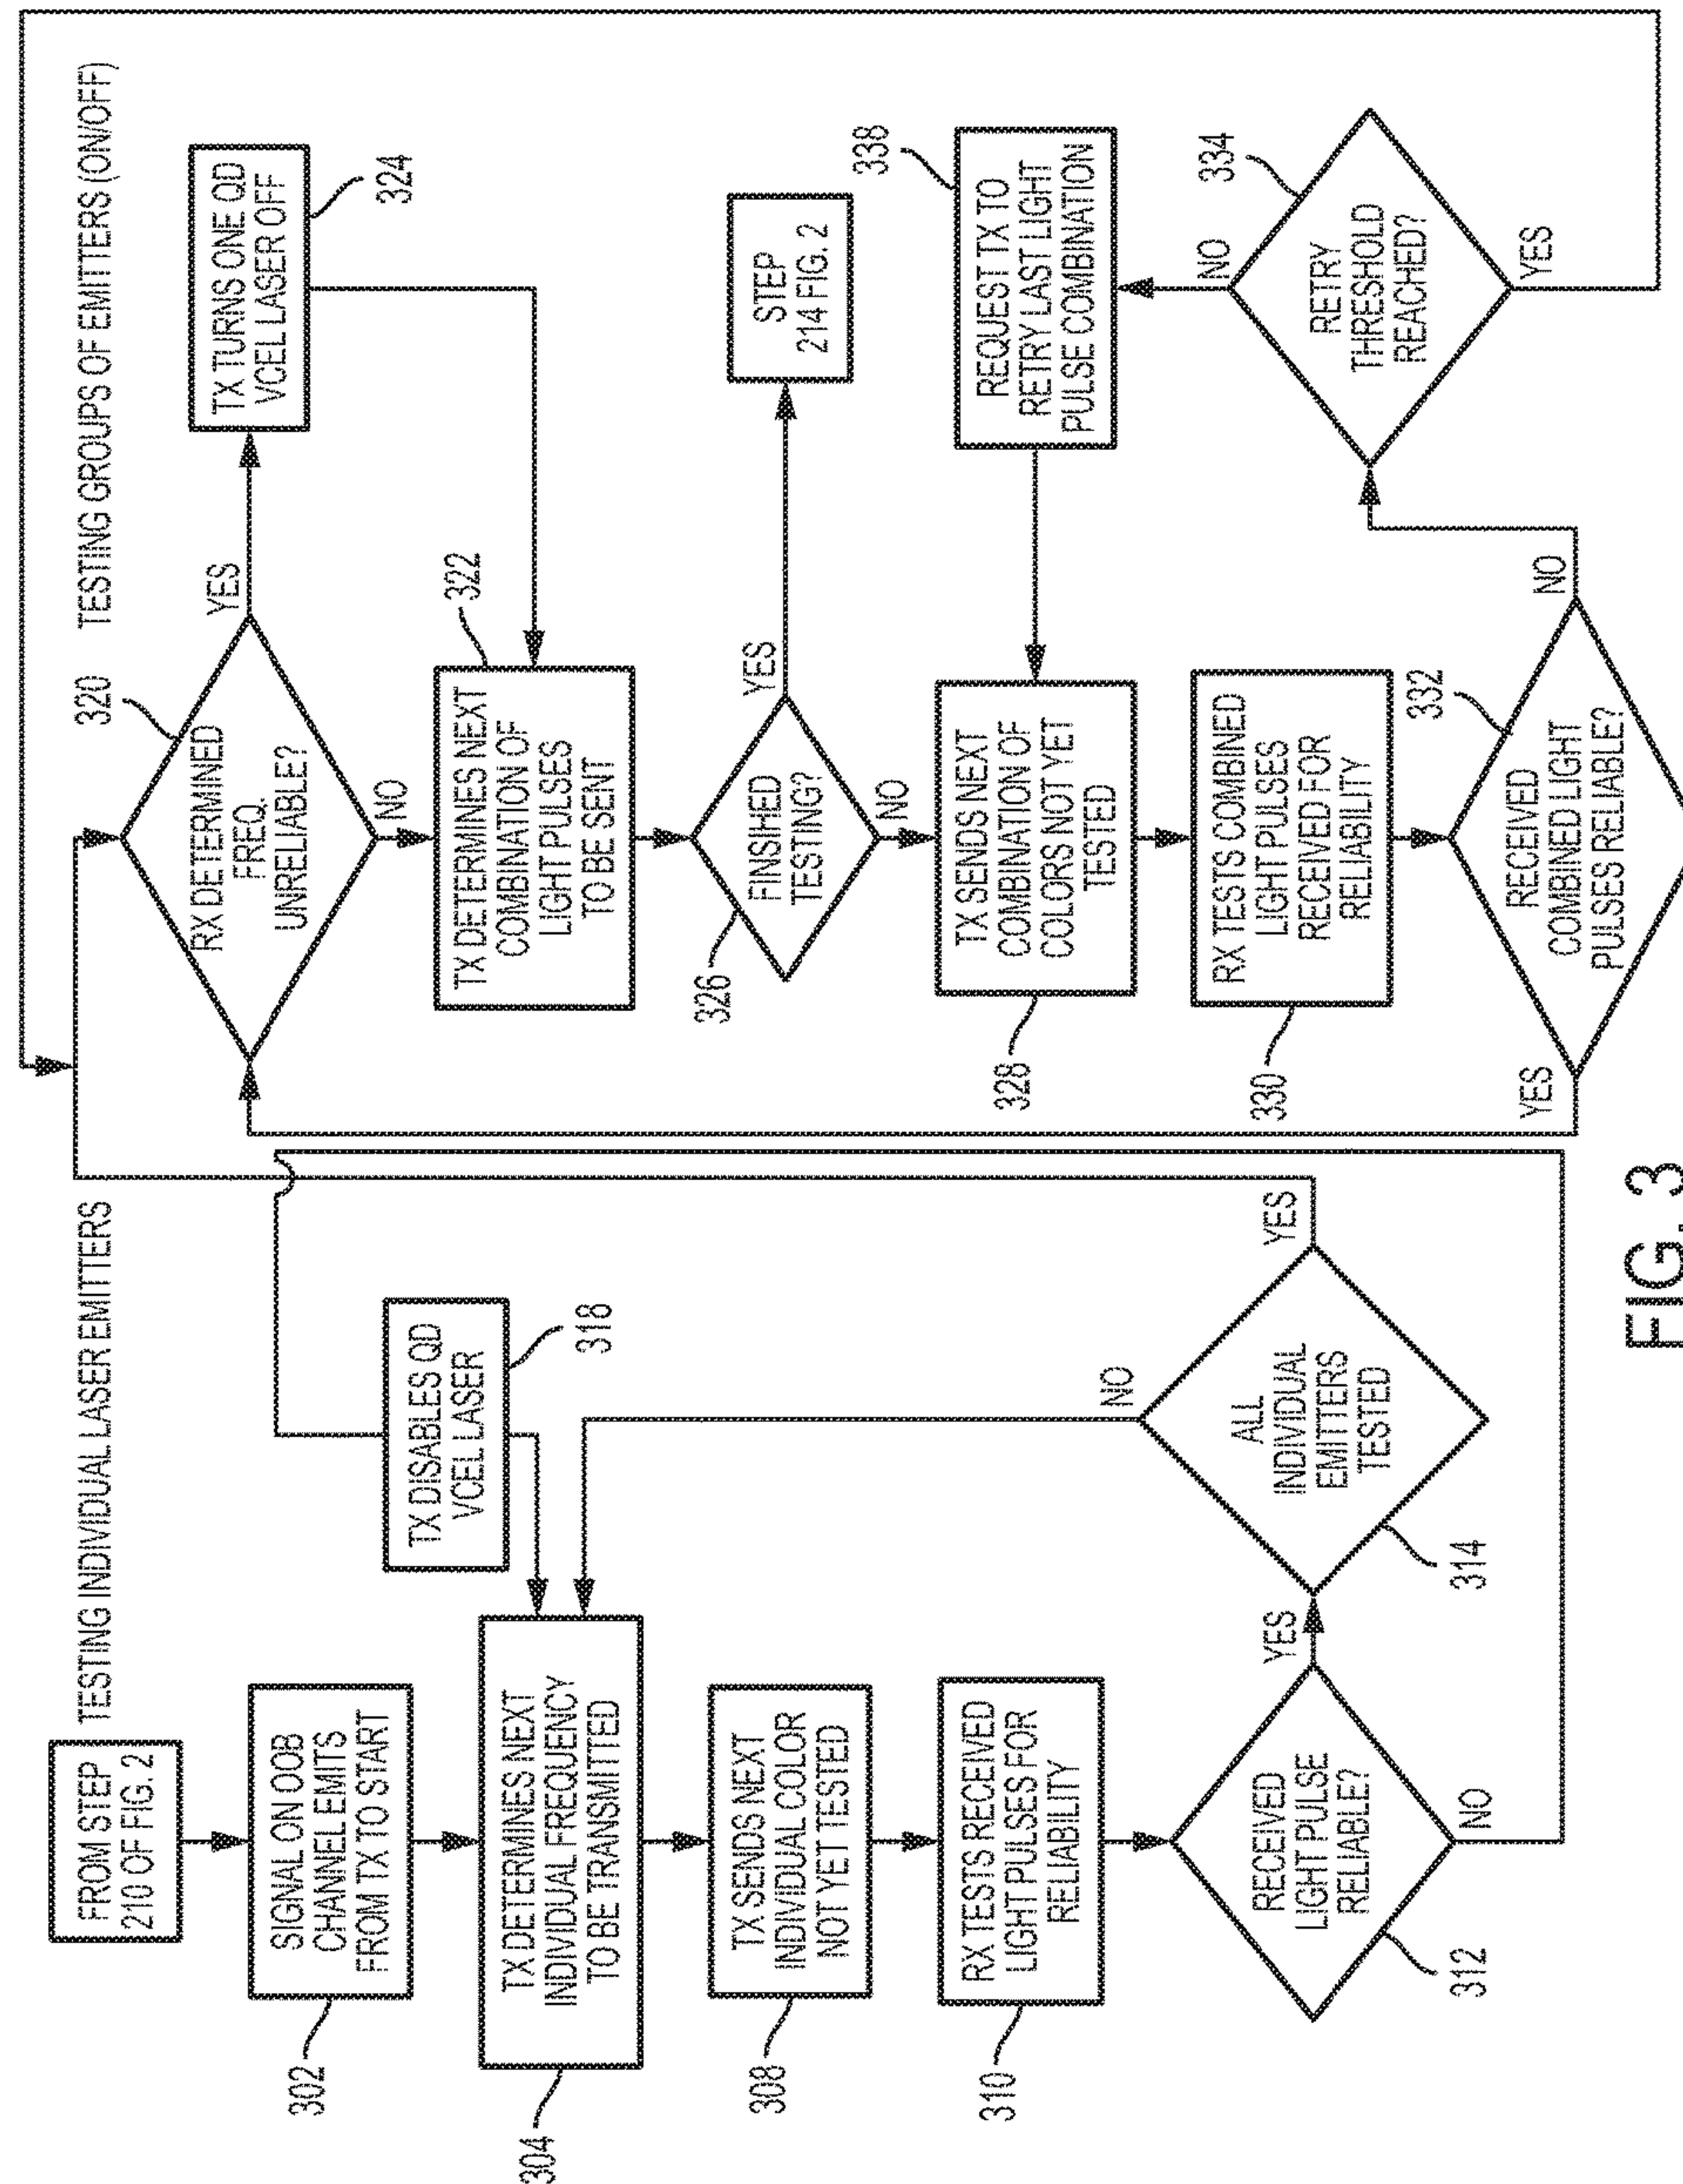 TESTING INDIVIDUAL LASER EMITTERS
FROM STEP
210 OF FIG. 2
SIGNAL ON OOB
CHANNEL EMITS
FROM TX TO START
302
TX DISABLES QD
VCEL LASER
318
TX DETERMINES NEXT
INDIVIDUAL FREQUENCY
TO BE TRANSMITTED
304
TX SENDS NEXT
INDIVIDUAL COLOR
NOT YET TESTED
308
RX TESTS RECEIVED
LIGHT PULSES FOR
RELIABILITY
310
RECEIVED
LIGHT PULSE
RELIABLE?
312
YES
NO
ALL
INDIVIDUAL
EMITTERS
TESTED
314
NO
YES
TESTING GROUPS OF EMITTERS (ON/OFF)
320
RX DETERMINED
FREQ.
UNRELIABLE?
YES
NO
TX TURNS ONE QD
VCEL LASER OFF
324
322
TX DETERMINES NEXT
COMBINATION OF
LIGHT PULSES
TO BE SENT
FINISHED
TESTING?
326
YES
NO
STEP
214 FIG. 2
TX SENDS NEXT
COMBINATION OF
COLORS NOT YET
TESTED
328
338
REQUEST TX TO
RETRY LAST LIGHT
PULSE COMBINATION
RX TESTS COMBINED
LIGHT PULSES
RECEIVED FOR
RELIABILITY
330
332
RECEIVED
COMBINED LIGHT
PULSES RELIABLE?
YES
NO
334
RETRY
THRESHOLD
REACHED?
NO
YES
FIG. 3